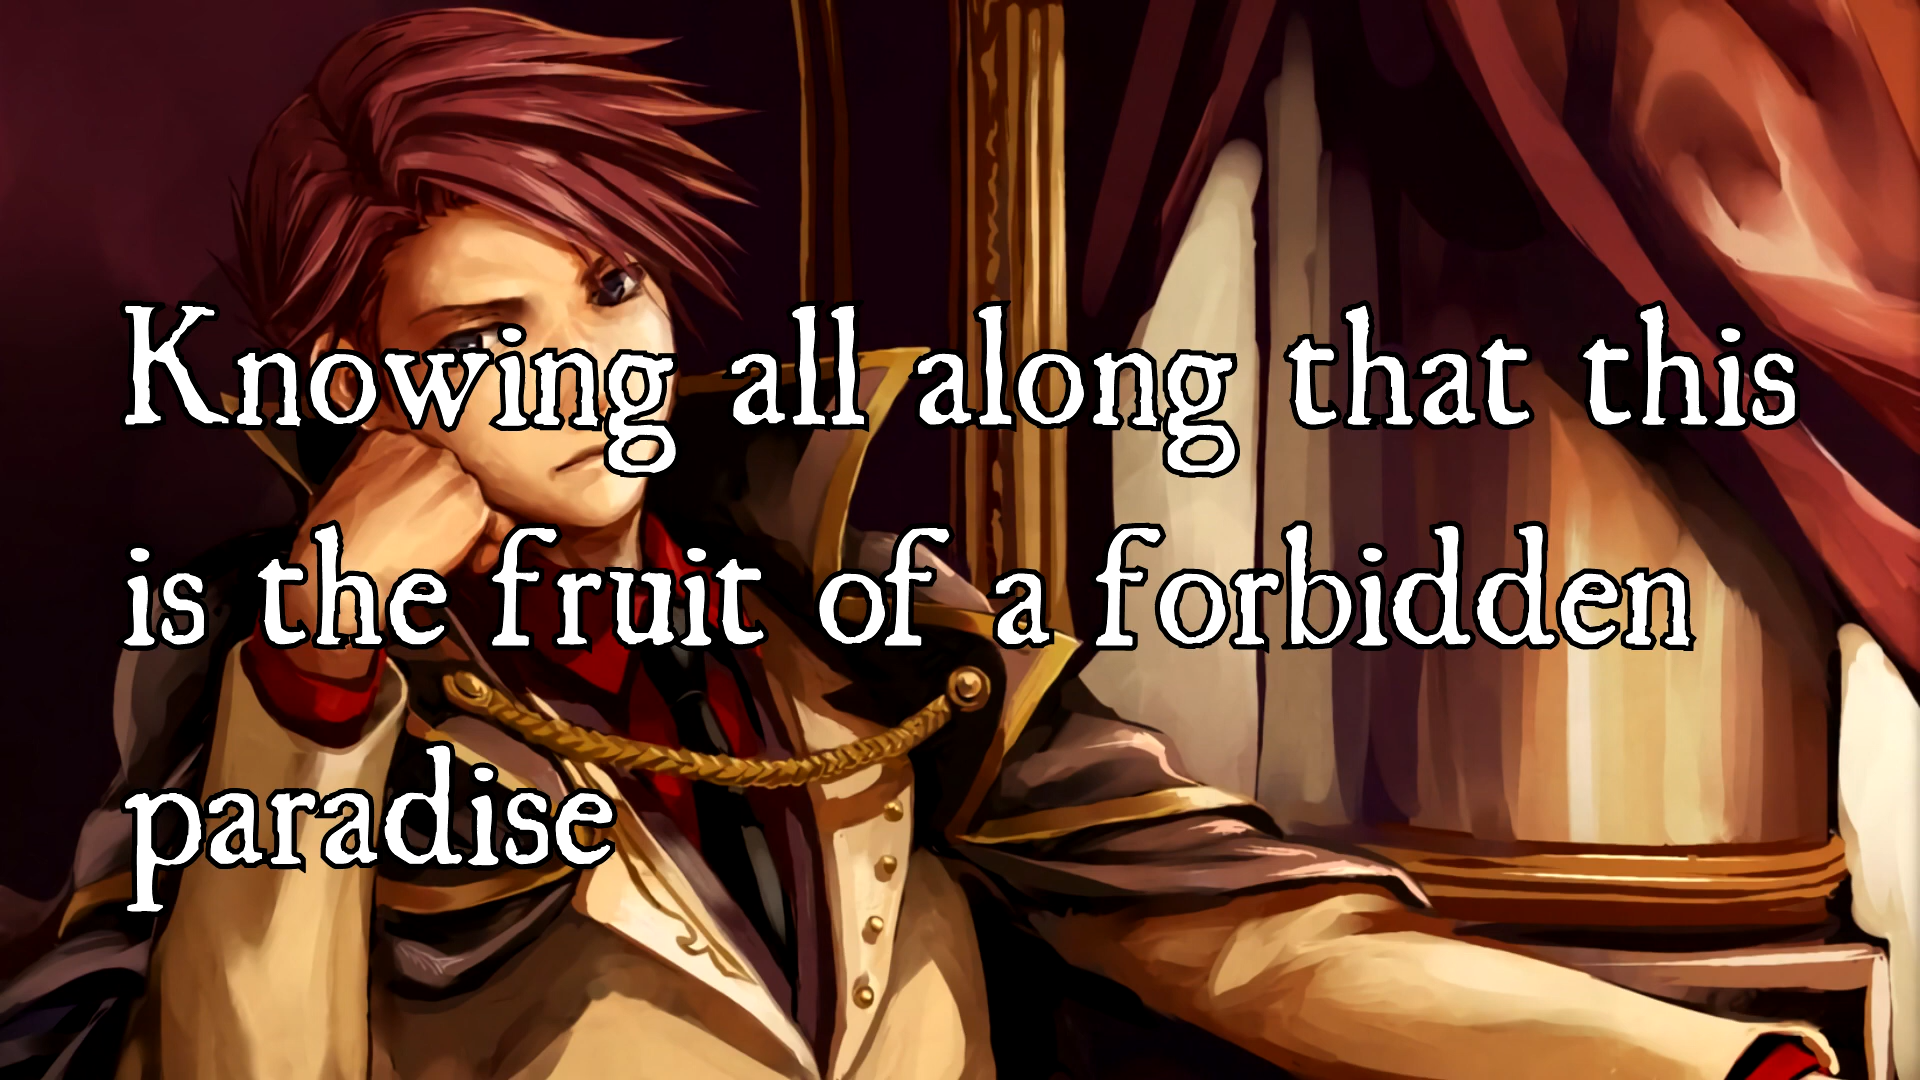 Knowing all along that this
is the fruit of a forbidden
paradise